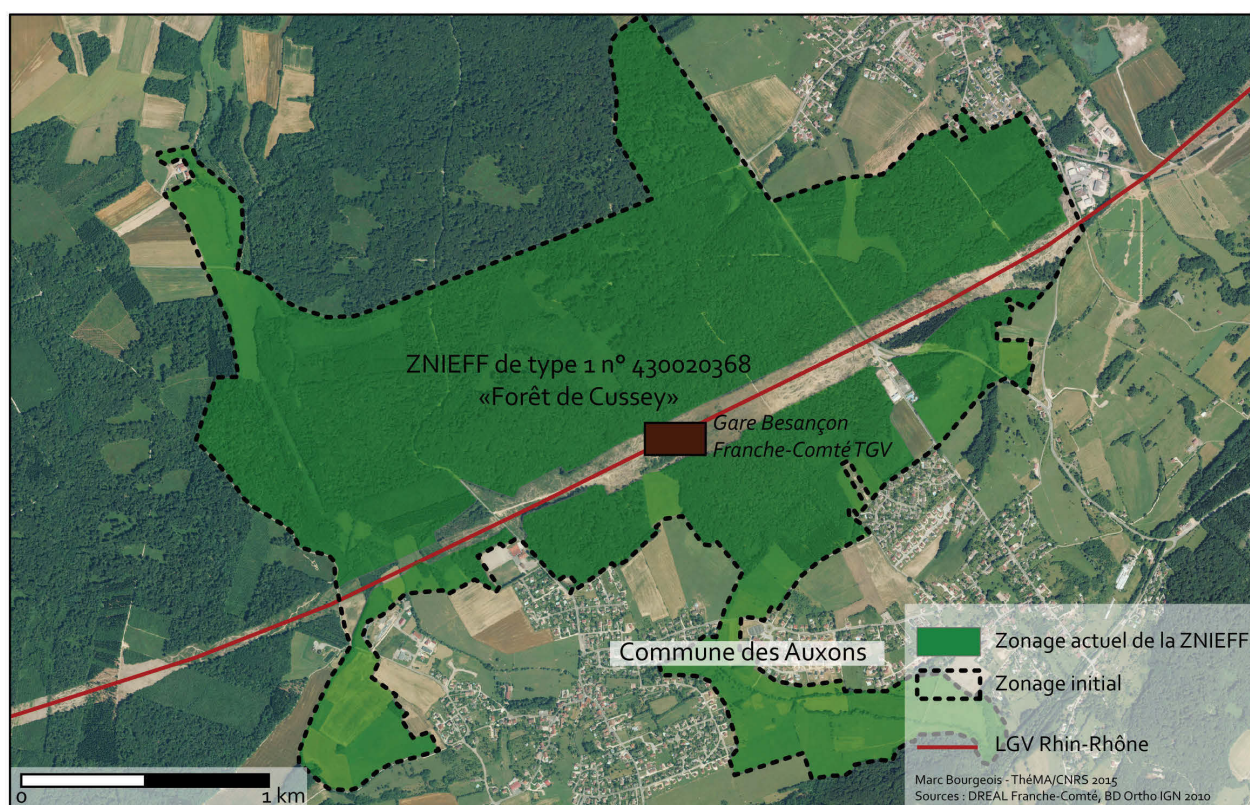 ZNIEFF de type 1 n° 430020368
«Forêt de Cussey»
Gare Besançon
Franche-Comté TGV
Commune des Auxons
Zonage actuel de la ZNIEFF
Zonage initial
LGV Rhin-Rhône
Marc Bourgeois - ThéMA/CNRS 2015
Sources : DREAL Franche-Comté, BD Ortho IGN 2010
0 1 km